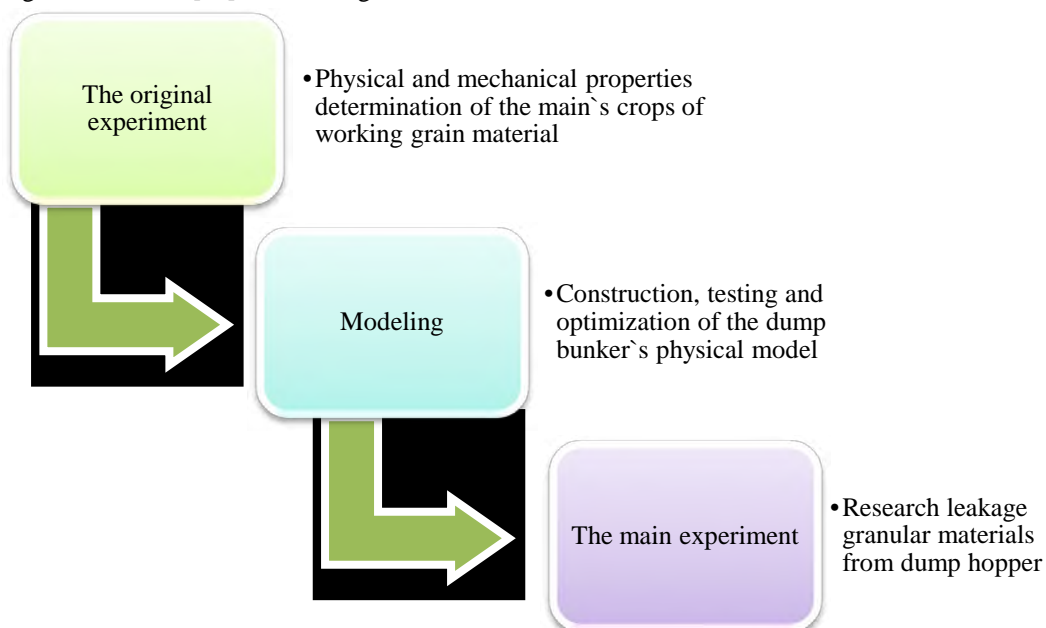 The original
experiment
•Physical and mechanical properties
determination of the main`s crops of
working grain material
Modeling
•Construction, testing and
optimization of the dump
bunker`s physical model
The main experiment
•Research leakage
granular materials
from dump hopper